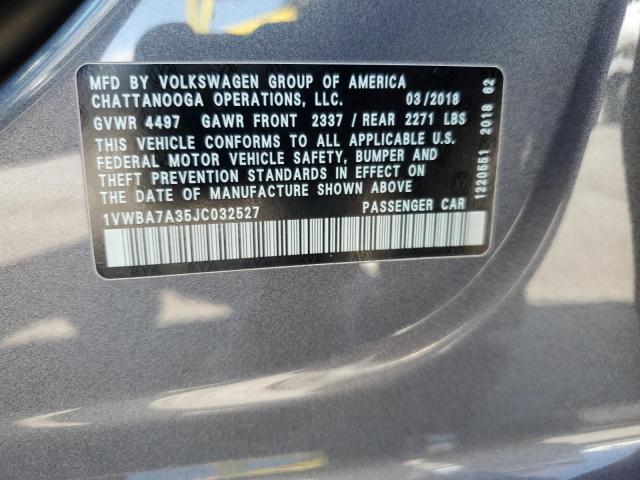 MFD BY VOLKSWAGEN GROUP OF AMERICA
CHATTANOOGA OPERATIONS, LLC. 03/2018
GVWR 4497 GAWR FRONT 2337 / REAR 2271 LBS
THIS VEHICLE CONFORMS TO ALL APPLICABLE U.S.
FEDERAL MOTOR VEHICLE SAFETY, BUMPER AND
THEFT PREVENTION STANDARDS IN EFFECT ON
THE DATE OF MANUFACTURE SHOWN ABOVE
1VWBA7A35JC032527 PASSENGER CAR
1220551 2018 62